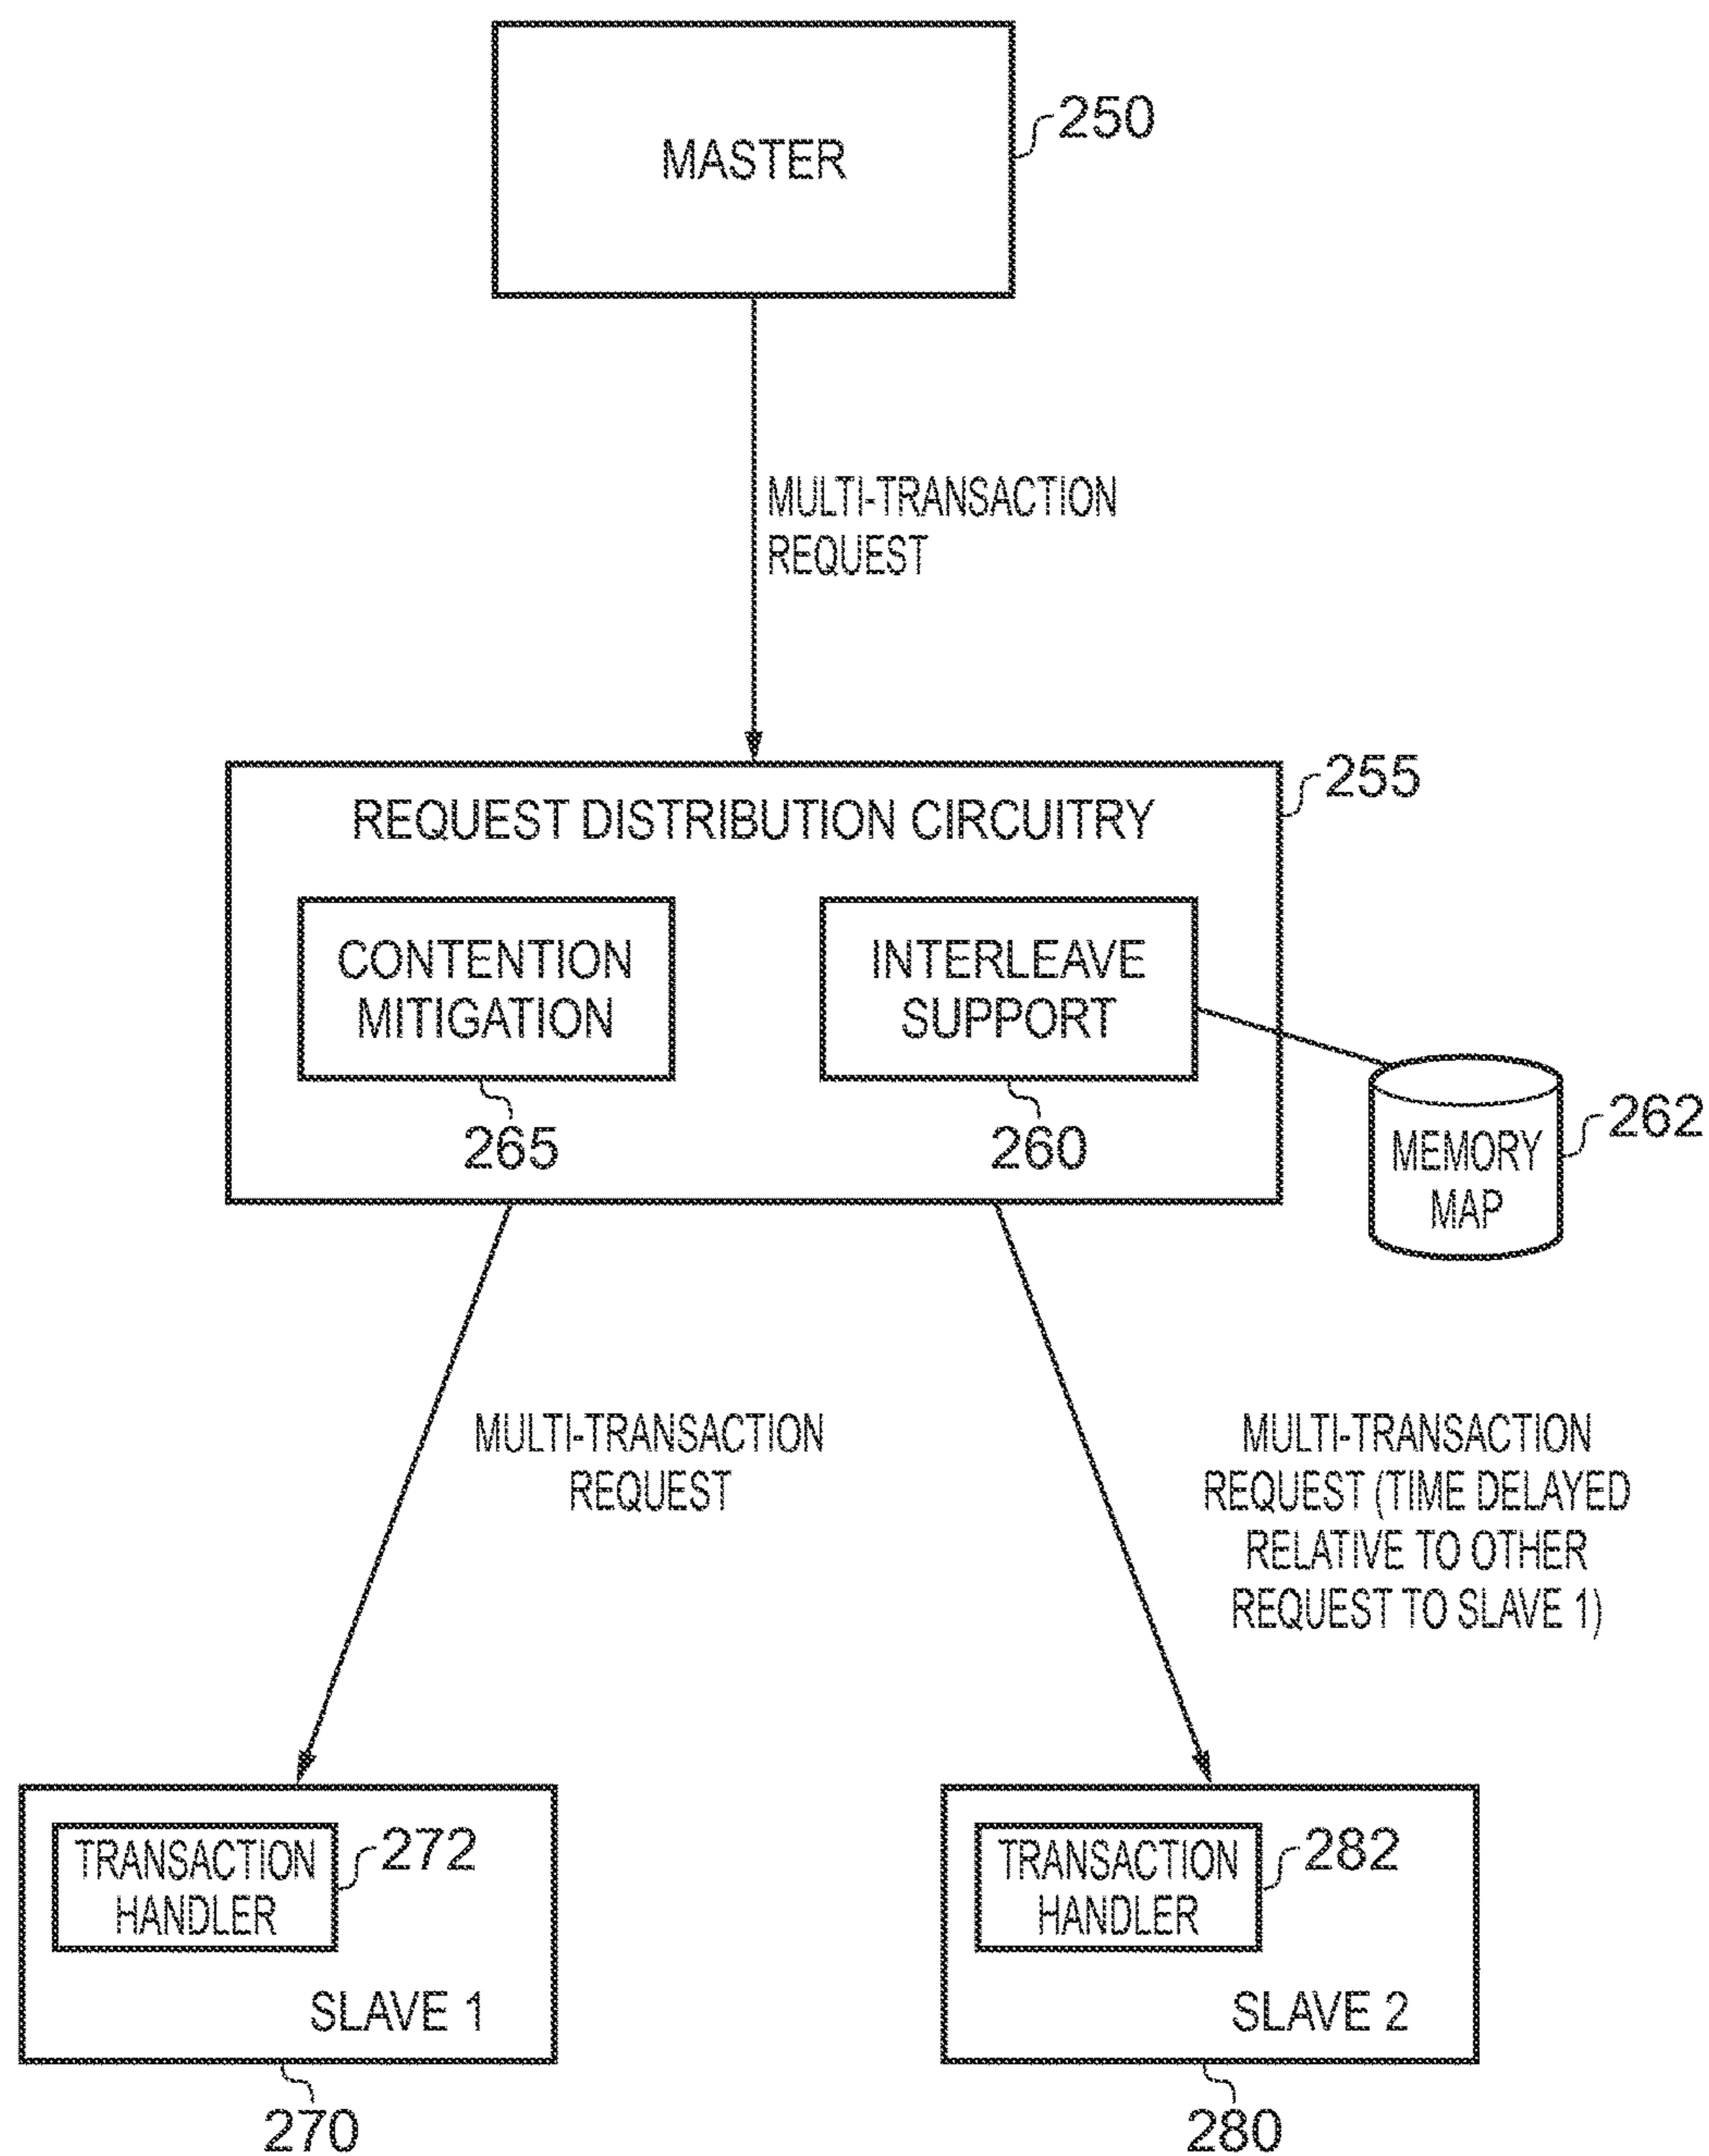 MASTER
250
MULTI-TRANSACTION
REQUEST
255
REQUEST DISTRIBUTION CIRCUITRY
CONTENTION
MITIGATION
265
INTERLEAVE
SUPPORT
260
MEMORY
MAP
262
MULTI-TRANSACTION
REQUEST
MULTI-TRANSACTION
REQUEST (TIME DELAYED
RELATIVE TO OTHER
REQUEST TO SLAVE 1)
TRANSACTION
HANDLER
272
SLAVE 1
270
TRANSACTION
HANDLER
282
SLAVE 2
280